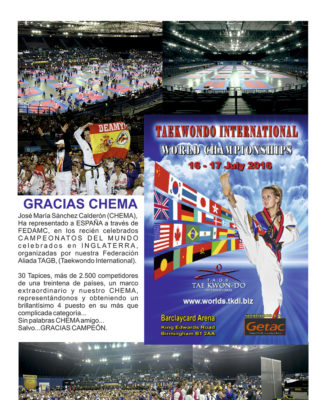 DEAMYJ
TAEKWONDO INTERNATIONAL
WORLD CHAMPIONSHIPS
16 - 17 July 2016
GRACIAS CHEMA
José María Sánchez Calderón (CHEMA),
Ha representado a ESPAÑA a través de
FEDAMC, en los recién celebrados
CAMPEONATOS DEL MUNDO
celebrados en INGLATERRA,
organizadas por nuestra Federación
Aliada TAGB, (Taekwondo International).
30 Tapices, más de 2.500 competidores
de una treintena de países, un marco
extraordinario y nuestro CHEMA,
representándonos y obteniendo un
brillantísimo 4 puesto en su más que
complicada categoría...
Sin palabras CHEMA amigo...
Salvo...GRACIAS CAMPEÓN.
TAGB
TAE KWON-DO
www.worlds.tkdi.biz
Barclaycard Arena
King Edwards Road
Birmingham B1 2AA
Getac